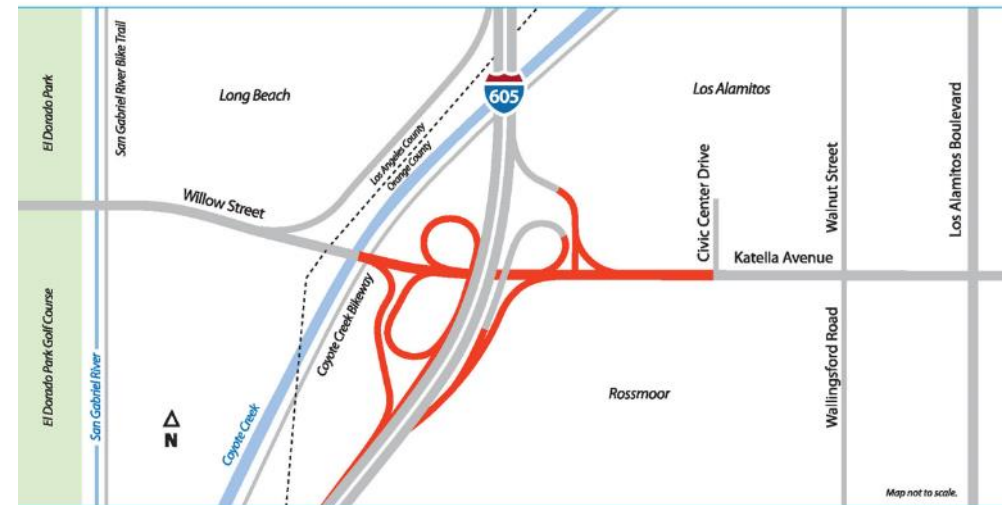 El Dorado Park
San Gabriel River Bike Trail
Long Beach
605
Los Alamitos
Los Alamitos Boulevard
Los Angeles County
Orange County
Willow Street
Civic Center Drive
Walnut Street
Katella Avenue
El Dorado Park Golf Course
San Gabriel River
Coyote Creek Bikeway
Coyote Creek
Rossmoor
Wallingsford Road
N
Map not to scale.